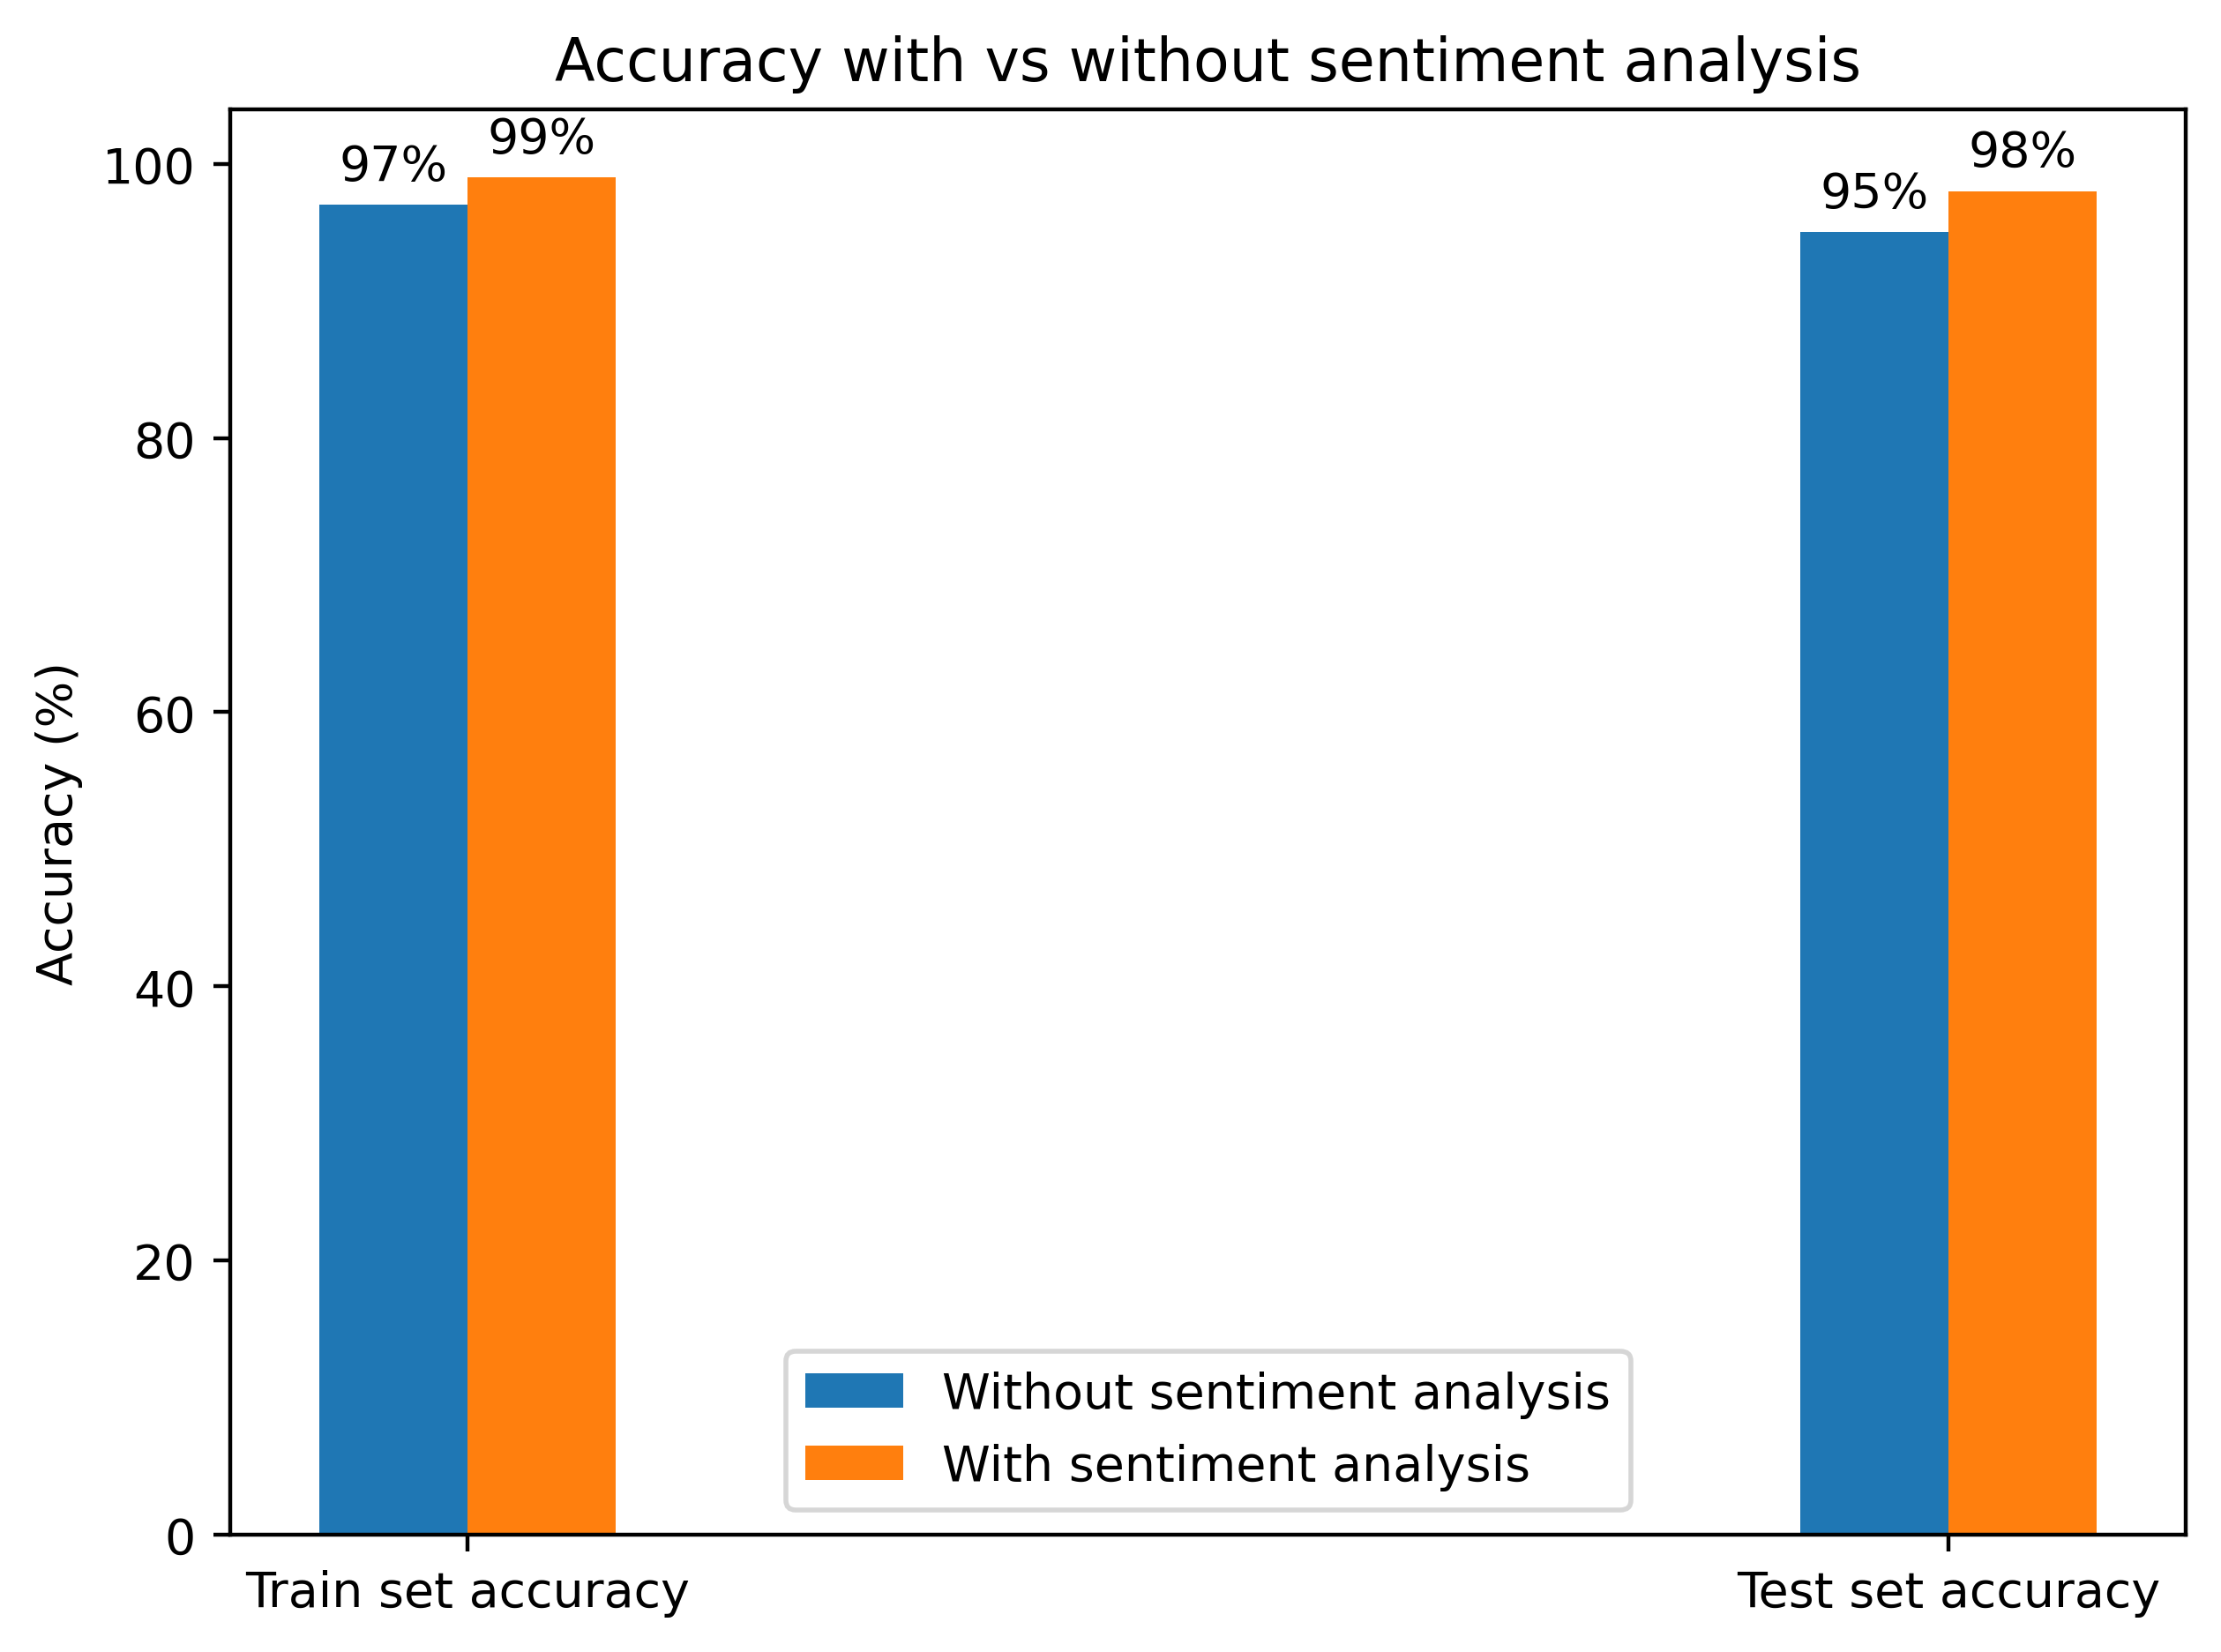 Accuracy with vs without sentiment analysis
97%
99%
95%
98%
100
80
60
40
20
0
Accuracy (%)
Without sentiment analysis
With sentiment analysis
Train set accuracy
Test set accuracy